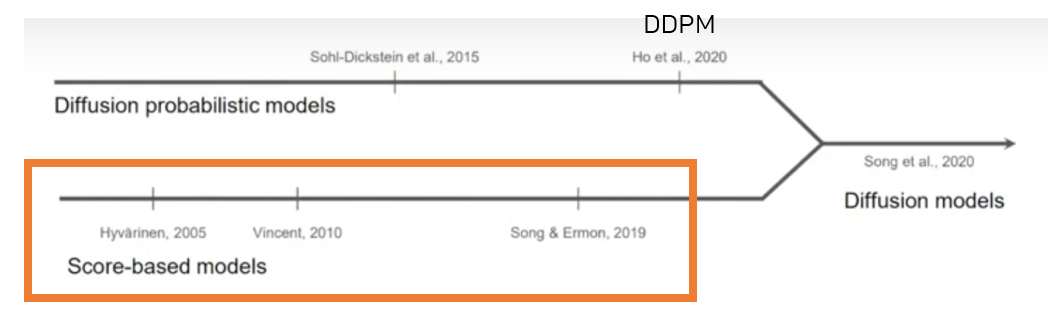 DDPM
Sohl-Dickstein et al., 2015
Ho et al., 2020
Diffusion probabilistic models
Song et al., 2020
Diffusion models
Hyvärinen, 2005
Vincent, 2010
Song & Ermon, 2019
Score-based models